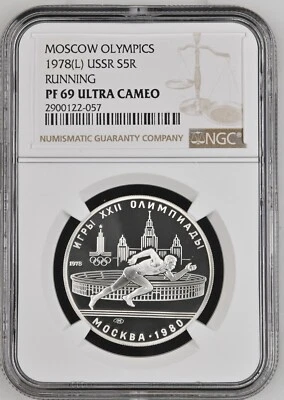 MOSCOW OLYMPICS
1978(L) USSR S5R
RUNNING
PF 69 ULTRA CAMEO
2900122-057
NUMISMATIC GUARANTY COMPANY
NGC
ИГРЫ XXII ОЛИМПИАДЫ
1978
МОСКВА · 1980